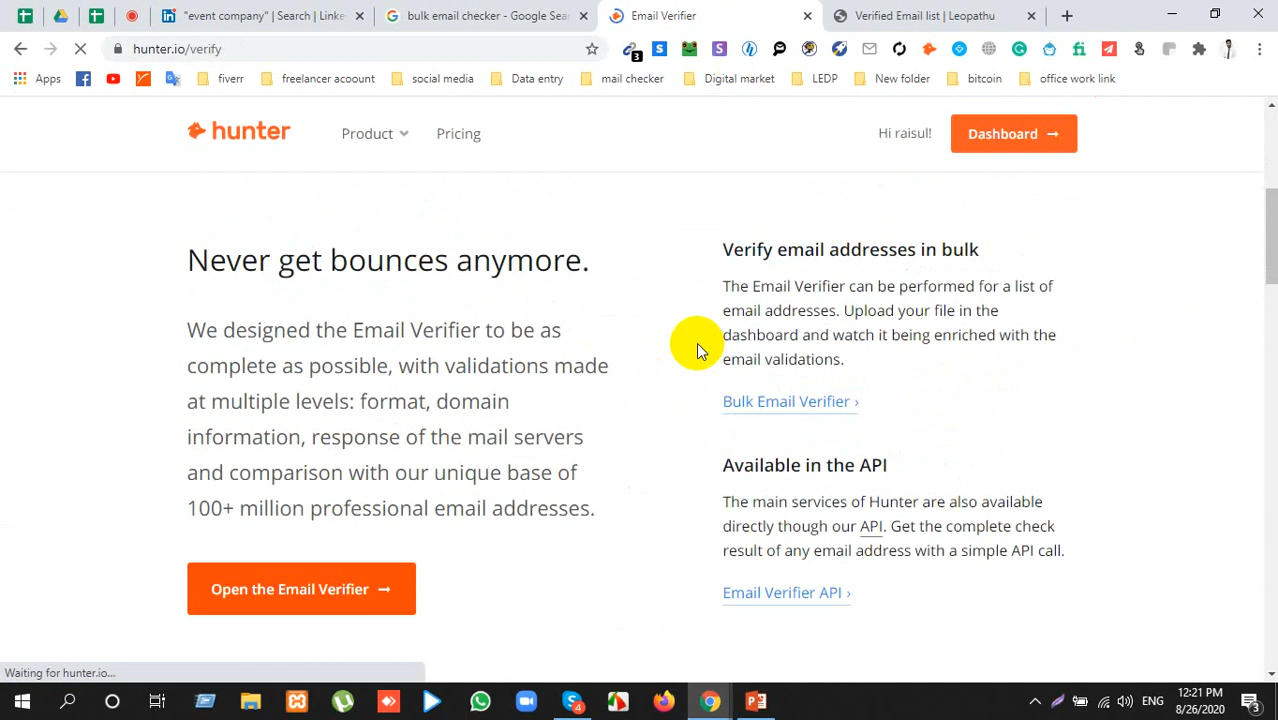 "event company" | Search | Linke
bulk email checker - Google Sear
Email Verifier
Verified Email list | Leopathu
hunter.io/verify
3
Apps
fiverr
freelancer acoount
social media
Data entry
mail checker
Digital market
LEDP
New folder
bitcoin
office work link
hunter
Product
Pricing
Hi raisul!
Dashboard →
Never get bounces anymore.
We designed the Email Verifier to be as
complete as possible, with validations made
at multiple levels: format, domain
information, response of the mail servers
and comparison with our unique base of
100+ million professional email addresses.
Open the Email Verifier →
Verify email addresses in bulk
The Email Verifier can be performed for a list of
email addresses. Upload your file in the
dashboard and watch it being enriched with the
email validations.
Bulk Email Verifier ›
Available in the API
The main services of Hunter are also available
directly though our API. Get the complete check
result of any email address with a simple API call.
Email Verifier API ›
Waiting for hunter.io...
4
ENG
12:21 PM
8/26/2020
3